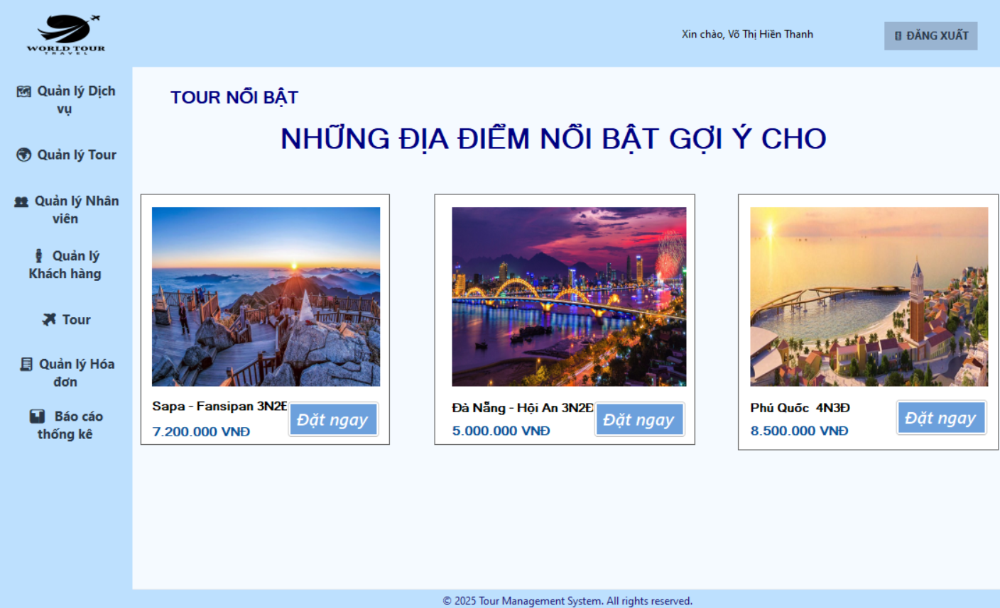 WORLD TOUR
TRAVEL
Xin chào, Võ Thị Hiền Thanh
ĐĂNG XUẤT
Quản lý Dịch
vụ
Quản lý Tour
Quản lý Nhân
viên
Quản lý
Khách hàng
Tour
Quản lý Hóa
đơn
Báo cáo
thống kê
TOUR NỔI BẬT
NHỮNG ĐỊA ĐIỂM NỔI BẬT GỢI Ý CHO
Sapa - Fansipan 3N2Đ
7.200.000 VNĐ
Đặt ngay
Đà Nẵng - Hội An 3N2Đ
5.000.000 VNĐ
Đặt ngay
Phú Quốc 4N3Đ
8.500.000 VNĐ
Đặt ngay
© 2025 Tour Management System. All rights reserved.